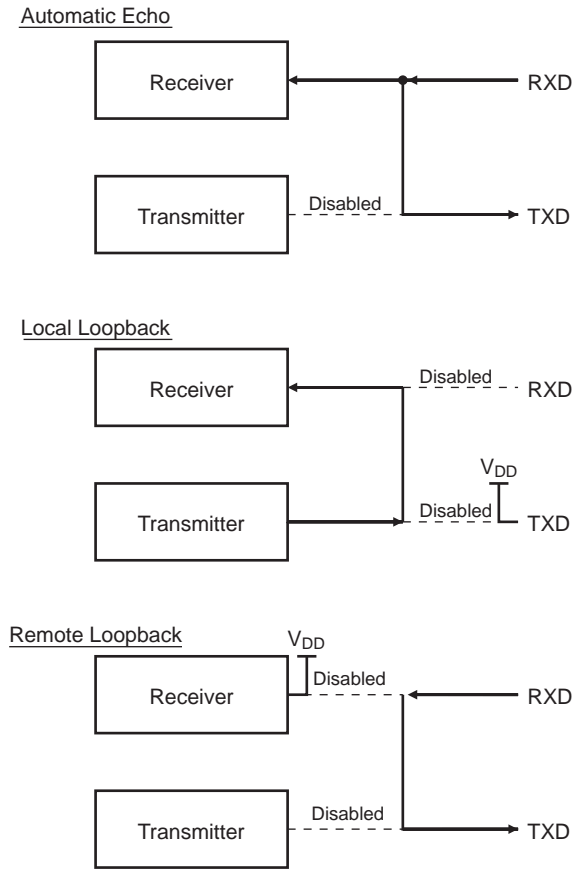 Automatic Echo
Receiver
RXD
Transmitter
Disabled
TXD
Local Loopback
Receiver
Disabled
RXD
VDD
Transmitter
Disabled
TXD
Remote Loopback
VDD
Receiver
Disabled
RXD
Transmitter
Disabled
TXD